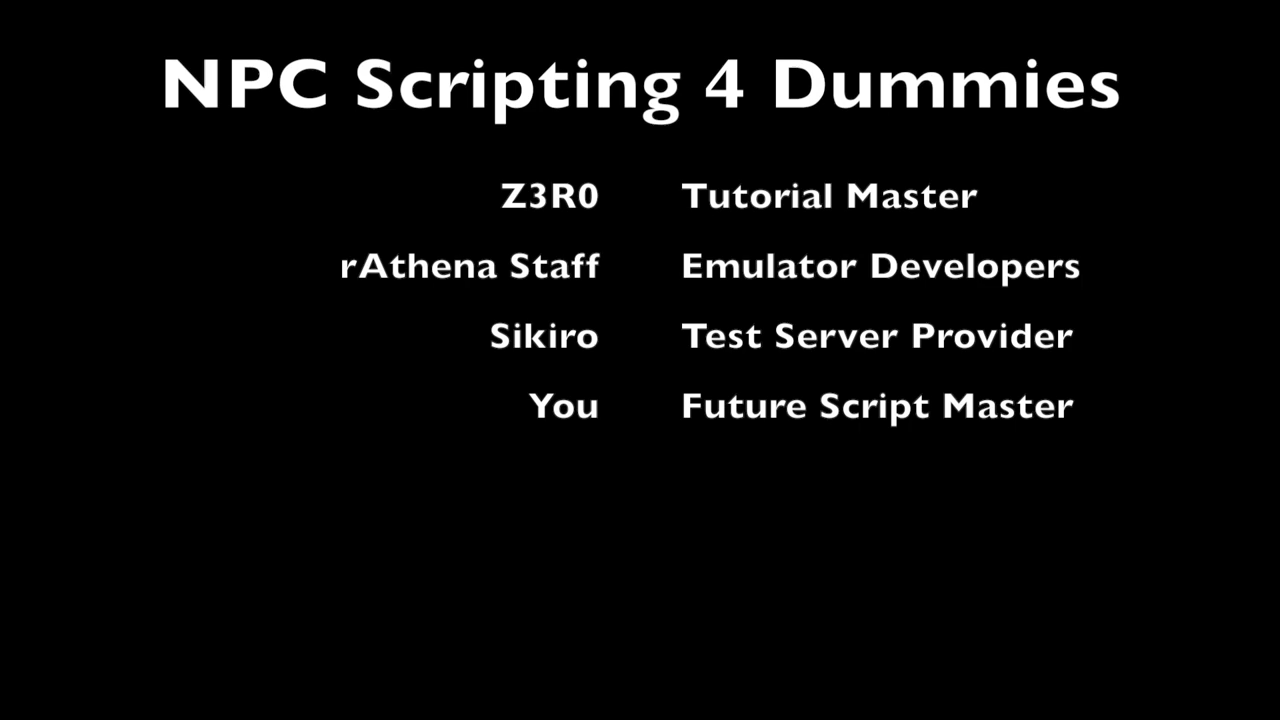 NPC Scripting 4 Dummies
Z3R0 Tutorial Master
rAthena Staff Emulator Developers
Sikiro Test Server Provider
You Future Script Master